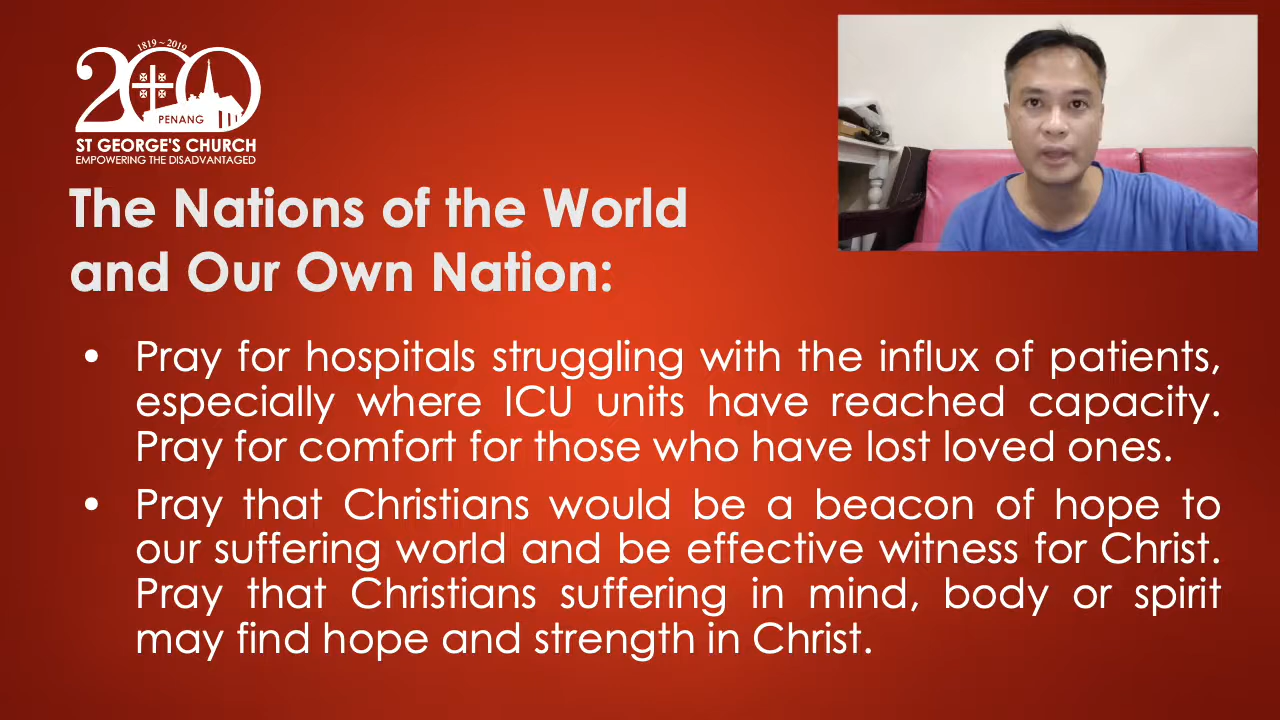 1819 ~ 2019
200
PENANG
ST GEORGE'S CHURCH
EMPOWERING THE DISADVANTAGED
The Nations of the World
and Our Own Nation:
• Pray for hospitals struggling with the influx of patients,
especially where ICU units have reached capacity.
Pray for comfort for those who have lost loved ones.
• Pray that Christians would be a beacon of hope to
our suffering world and be effective witness for Christ.
Pray that Christians suffering in mind, body or spirit
may find hope and strength in Christ.